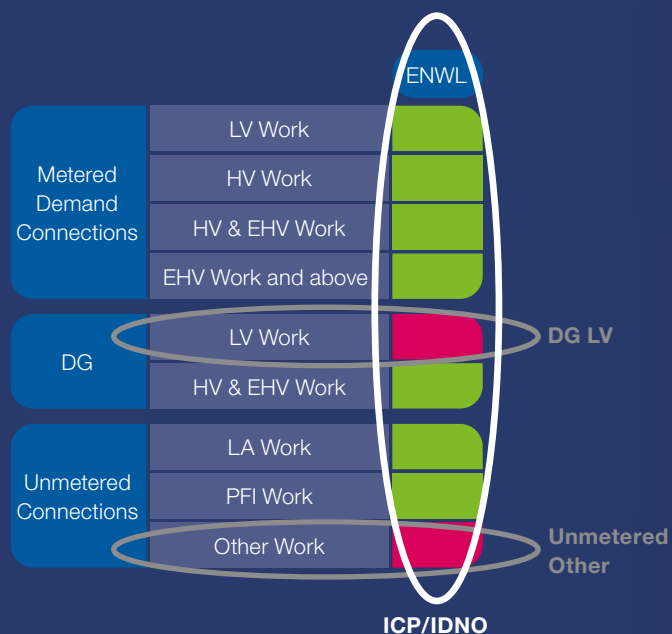 ENWL
Metered
Demand
Connections
LV Work
HV Work
HV & EHV Work
EHV Work and above
DG
LV Work
HV & EHV Work
DG LV
Unmetered
Connections
LA Work
PFI Work
Other Work
Unmetered
Other
ICP/IDNO